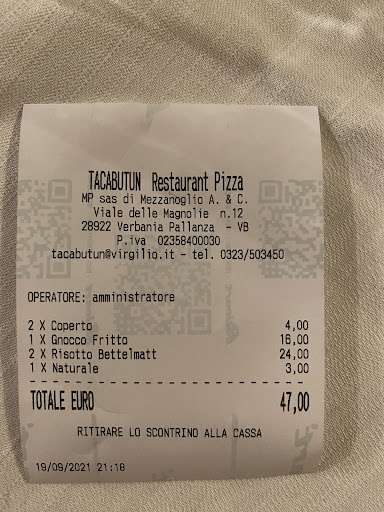 TACABUTUN Restaurant Pizza
MP sas di Mezzanoglio A. & C.
Viale delle Magnolie n.12
28922 Verbania Pallanza - VB
P.iva 02358400030
tacabutun@virgilio.it - tel. 0323/503450
OPERATORE: amministratore
2 X Coperto 4,00
1 X Gnocco Fritto 16,00
2 X Risotto Bettelmatt 24,00
1 X Naturale 3,00
TOTALE EURO 47,00
RITIRARE LO SCONTRINO ALLA CASSA
19/09/2021 21:18